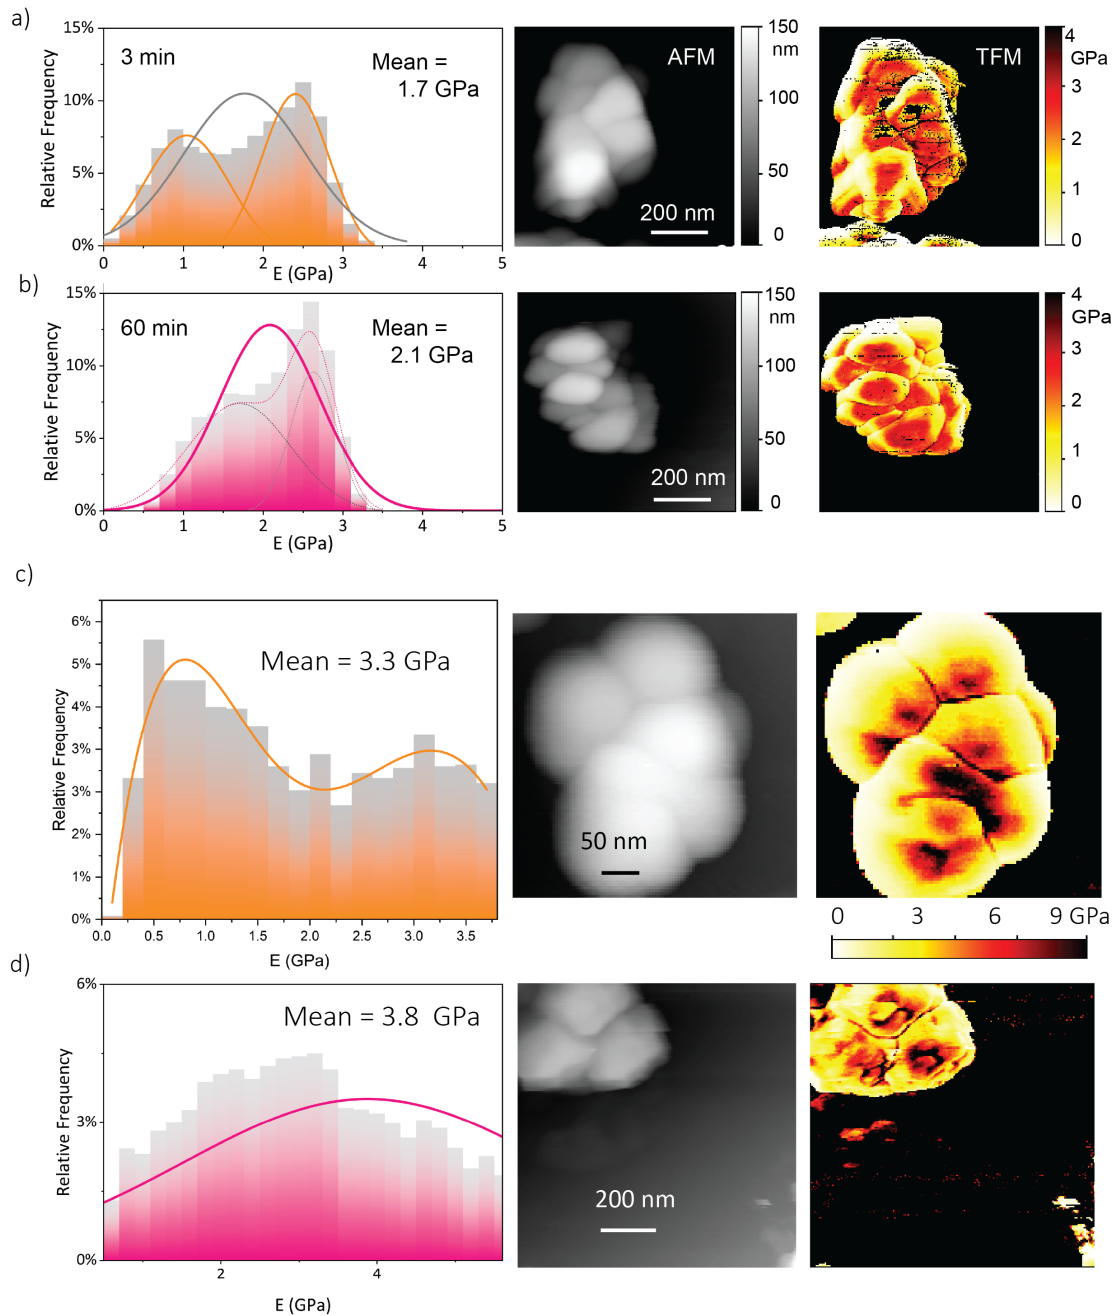 a)
15%
10%
5%
0%
Relative Frequency
3 min
Mean =
1.7 GPa
0 1 2 3 4 5
E (GPa)
AFM
200 nm
150
nm
100
50
0
TFM
4
GPa
3
2
1
0
b)
15%
10%
5%
0%
Relative Frequency
60 min
Mean =
2.1 GPa
0 1 2 3 4 5
E (GPa)
200 nm
150
nm
100
50
0
4
GPa
3
2
1
0
c)
6%
5%
4%
3%
3%
2%
1%
0%
Relative Frequency
Mean = 3.3 GPa
0.0 0.5 1.0 1.5 2.0 2.5 3.0 3.5
E (GPa)
50 nm
0 3 6 9 GPa
d)
6%
3%
0%
Relative Frequency
Mean = 3.8 GPa
2 4
E (GPa)
200 nm